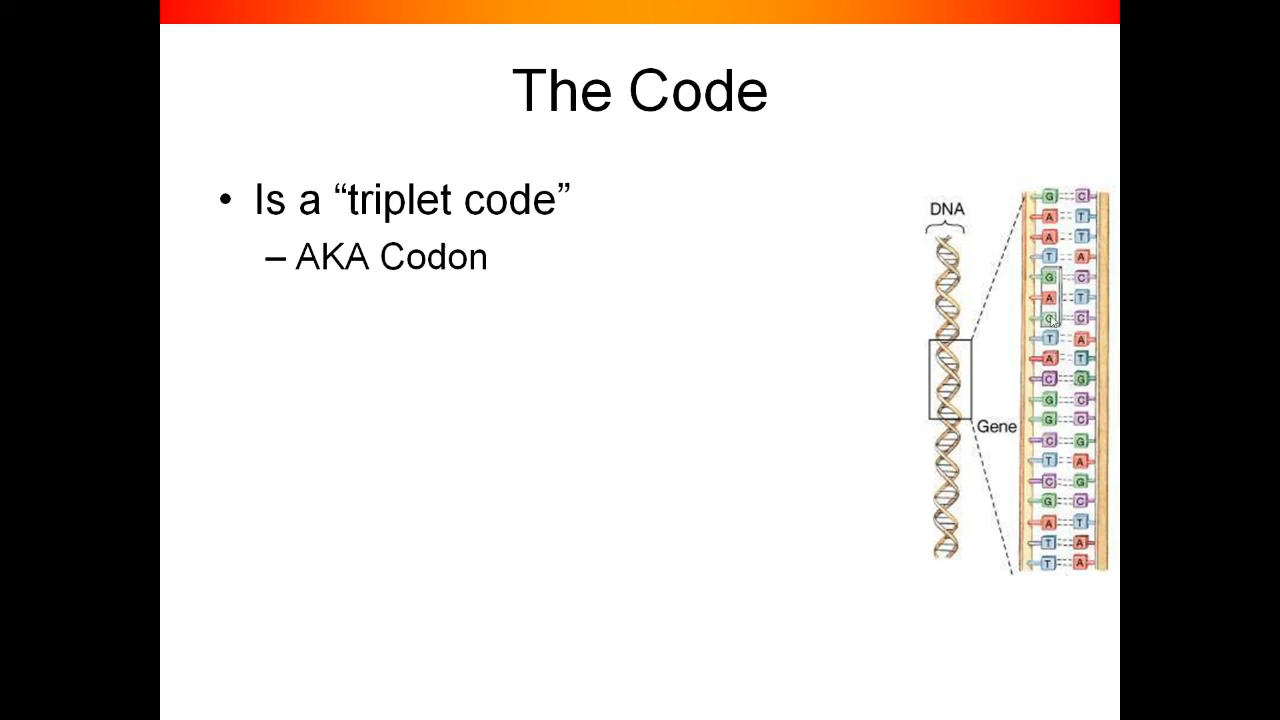 The Code
• Is a “triplet code”
– AKA Codon
DNA
Gene
G C
A T
A T
T A
G C
A T
G C
T A
A T
C G
G C
G C
C G
T A
C G
G C
A T
T A
T A